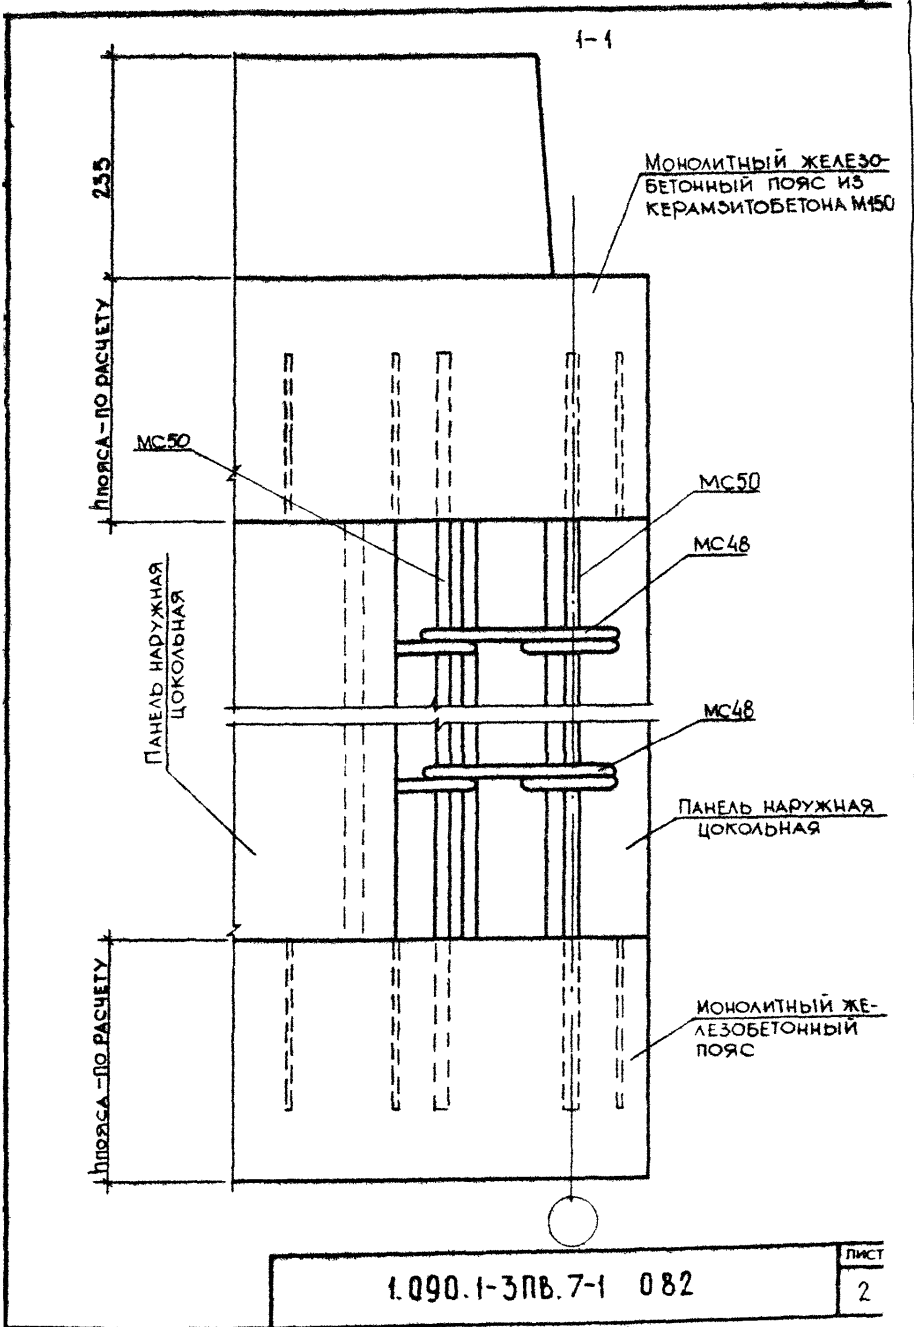 1-1
235
МОНОЛИТНЫЙ ЖЕЛЕЗО-
БЕТОННЫЙ ПОЯС ИЗ
КЕРАМЗИТОБЕТОНА М150
hПОЯСА-ПО РАСЧЕТУ
МС50
МС50
МС48
ПАНЕЛЬ НАРУЖНАЯ
ЦОКОЛЬНАЯ
МС48
ПАНЕЛЬ НАРУЖНАЯ
ЦОКОЛЬНАЯ
hПОЯСА-ПО РАСЧЕТУ
МОНОЛИТНЫЙ ЖЕ-
ЛЕЗОБЕТОННЫЙ
ПОЯС
1.090.1-3ПВ.7-1 082
ЛИСТ
2